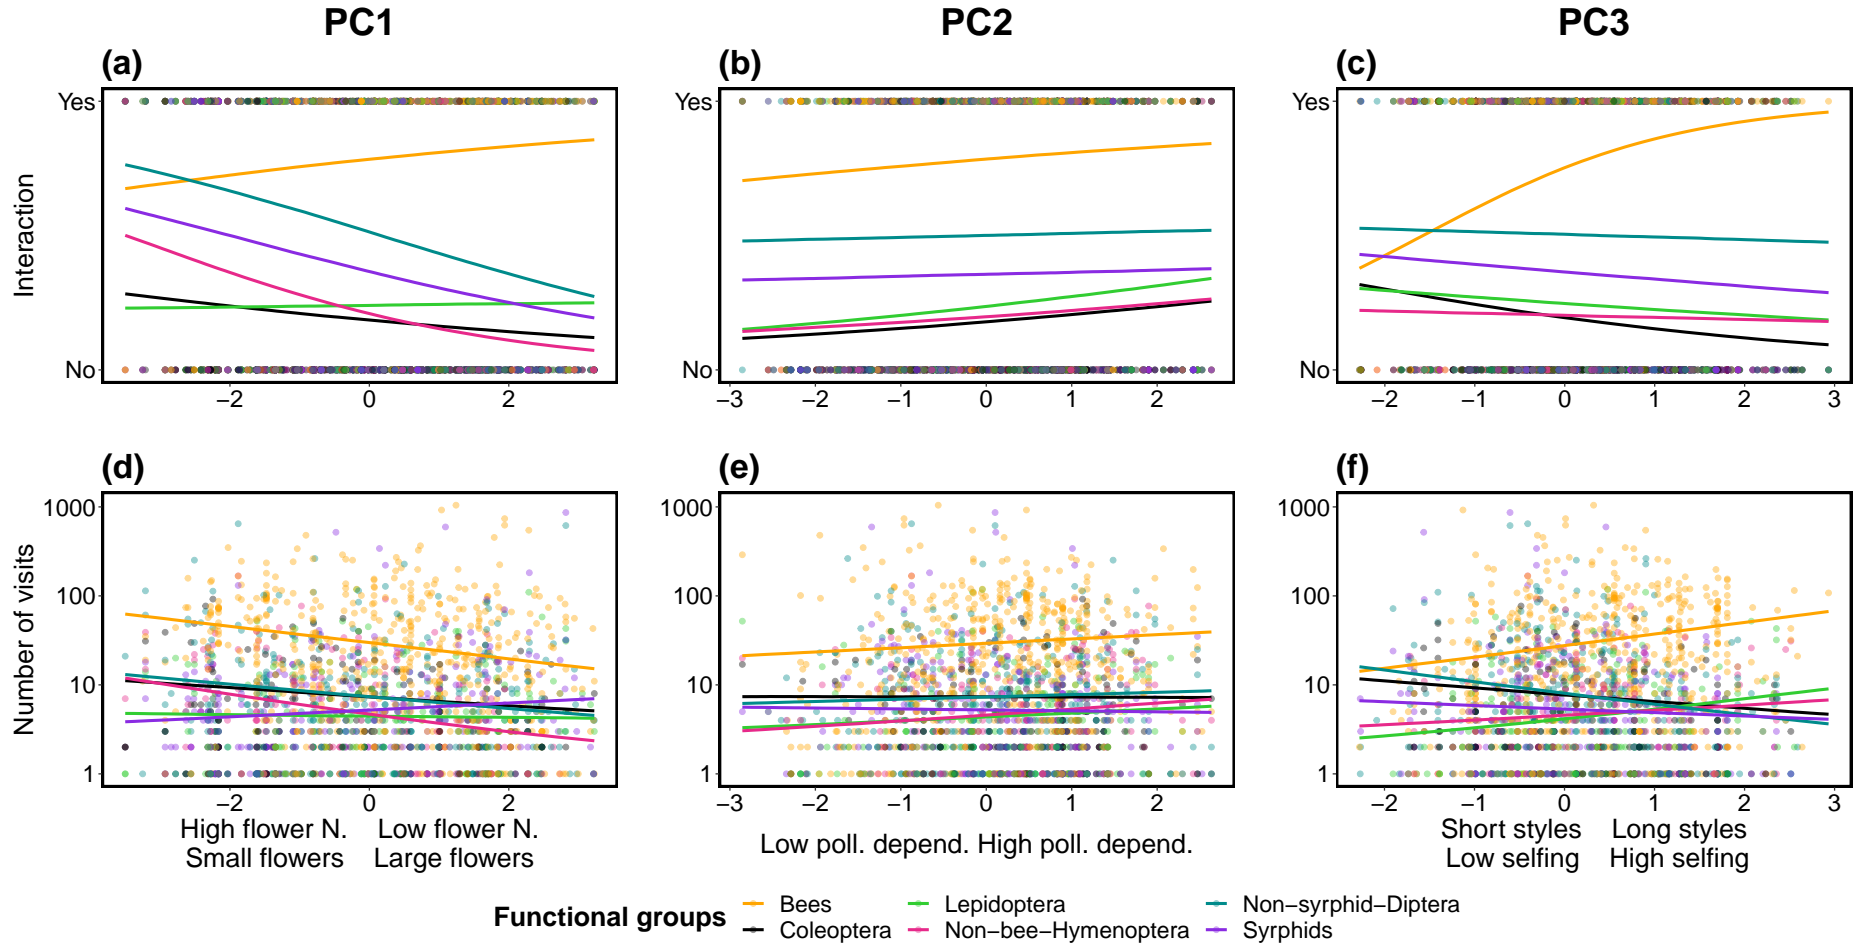 PC1 PC2 PC3
(a) (b) (c)
Yes Yes Yes
Interaction
No No No
−2 0 2 −3 −2 −1 0 1 2 −2 −1 0 1 2 3
(d) (e) (f)
1000 1000 1000
100 100 100
Number of visits
10 10 10
1 1 1
−2 0 2 −3 −2 −1 0 1 2 −2 −1 0 1 2 3
High flower N. Low flower N. Low poll. depend. High poll. depend. Short styles Long styles
Small flowers Large flowers Low selfing High selfing
Functional groups
Bees Lepidoptera Non−syrphid−Diptera
Coleoptera Non−bee−Hymenoptera Syrphids